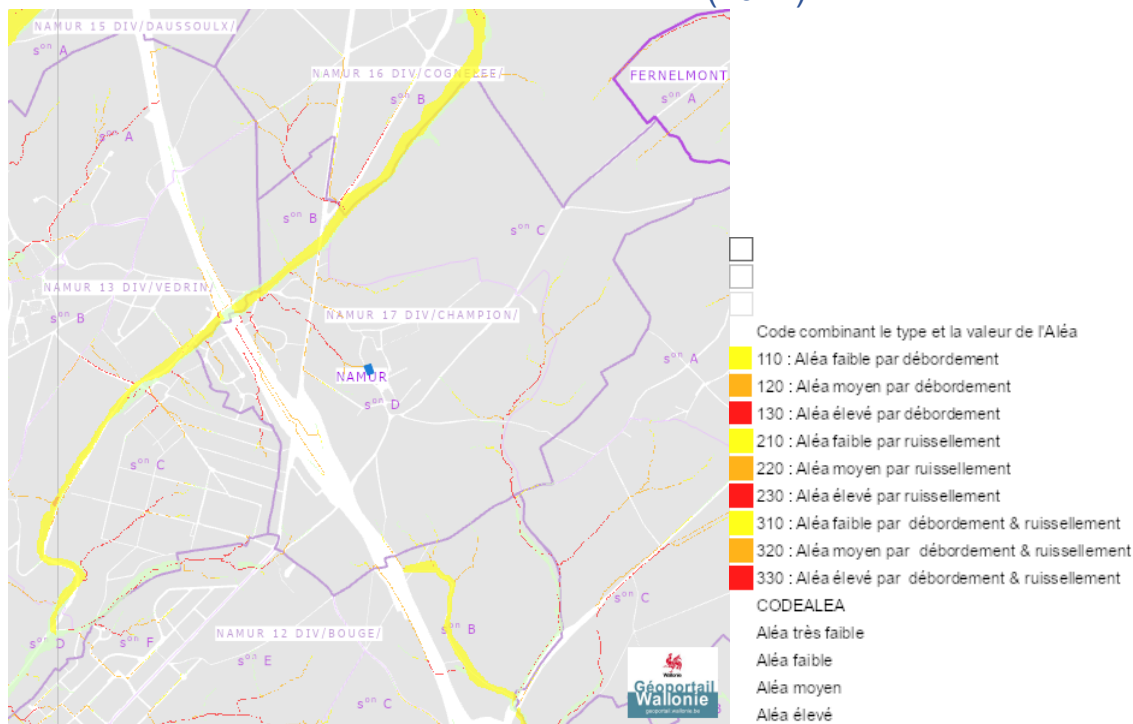 NAMUR 15 DIV/DAUSSOULX/
sᵒⁿ A
NAMUR 16 DIV/COGNELEE/
FERNELMONT
sᵒⁿ B
sᵒⁿ A
sᵒⁿ A
sᵒⁿ B
sᵒⁿ C
NAMUR 13 DIV/VEDRIN/
NAMUR 17 DIV/CHAMPION/
sᵒⁿ B
sᵒⁿ A
NAMUR
sᵒⁿ D
sᵒⁿ C
sᵒⁿ C
sᵒⁿ D
sᵒⁿ F
NAMUR 12 DIV/BOUGE/
sᵒⁿ B
sᵒⁿ E
Wallonie
Géoportail
Wallonie
geoportail.wallonie.be
B
Code combinant le type et la valeur de l'Aléa
110 : Aléa faible par débordement
120 : Aléa moyen par débordement
130 : Aléa élevé par débordement
210 : Aléa faible par ruissellement
220 : Aléa moyen par ruissellement
230 : Aléa élevé par ruissellement
310 : Aléa faible par débordement & ruissellement
320 : Aléa moyen par débordement & ruissellement
330 : Aléa élevé par débordement & ruissellement
CODEALEA
Aléa très faible
Aléa faible
Aléa moyen
Aléa élevé